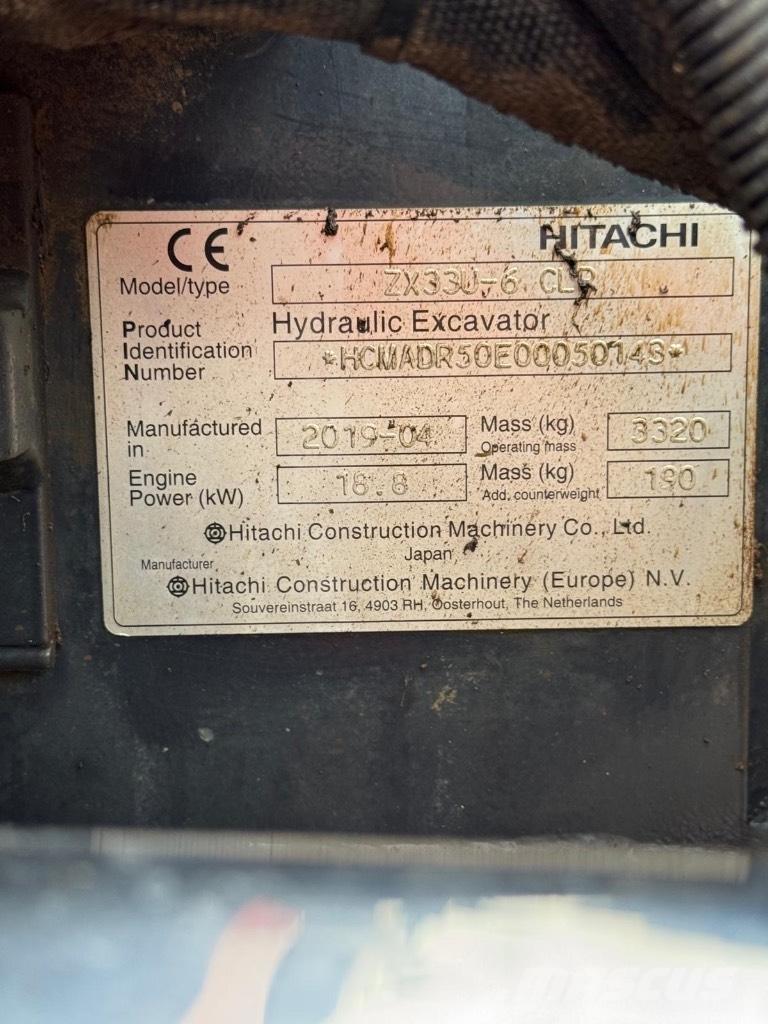 CE HITACHI
Model/type ZX33U-6 CLR
Product Hydraulic Excavator
Identification
Number *HCMADR50E00050148*
Manufactured in 2019-04 Mass (kg) Operating mass 3320
Engine Power (kW) 18.8 Mass (kg) Add. counterweight 190
Hitachi Construction Machinery Co., Ltd.
Japan
Manufacturer
Hitachi Construction Machinery (Europe) N.V.
Souvereinstraat 16, 4903 RH, Oosterhout, The Netherlands
mascus